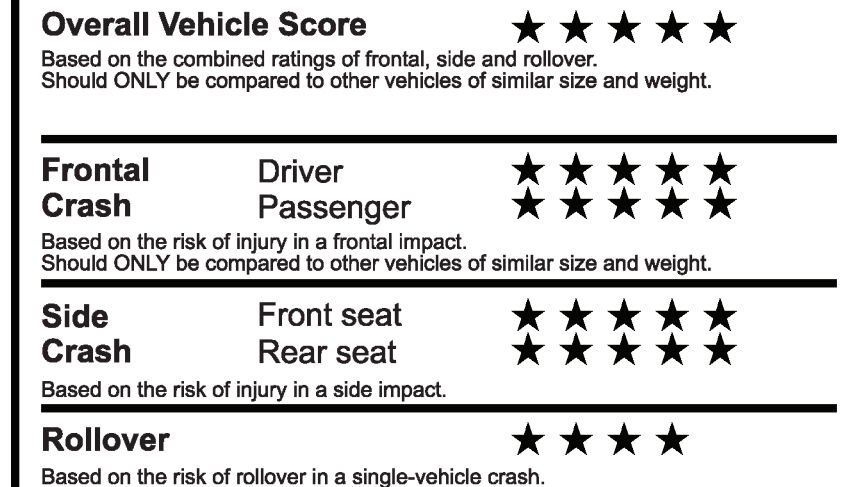 Overall Vehicle Score ★ ★ ★ ★ ★
Based on the combined ratings of frontal, side and rollover.
Should ONLY be compared to other vehicles of similar size and weight.
Frontal Driver ★ ★ ★ ★ ★
Crash Passenger ★ ★ ★ ★ ★
Based on the risk of injury in a frontal impact.
Should ONLY be compared to other vehicles of similar size and weight.
Side Front seat ★ ★ ★ ★ ★
Crash Rear seat ★ ★ ★ ★ ★
Based on the risk of injury in a side impact.
Rollover ★ ★ ★ ★
Based on the risk of rollover in a single-vehicle crash.